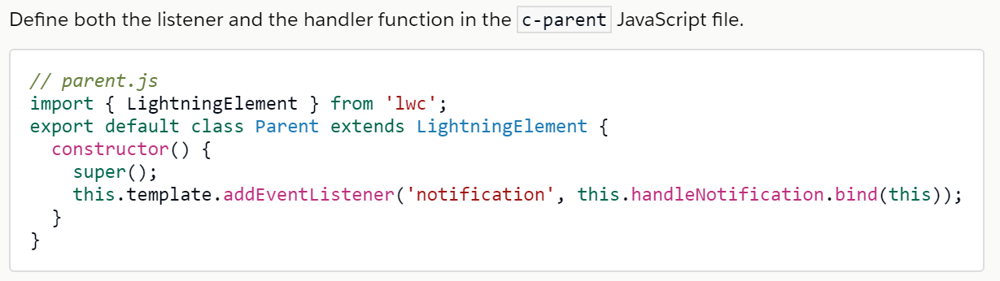 Define both the listener and the handler function in the c-parent JavaScript file.
// parent.js
import { LightningElement } from 'lwc';
export default class Parent extends LightningElement {
  constructor() {
    super();
    this.template.addEventListener('notification', this.handleNotification.bind(this));
  }
}